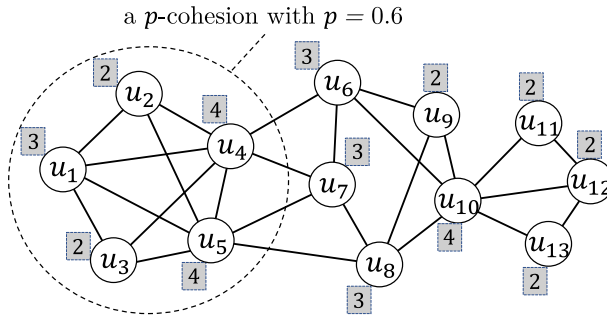 a p-cohesion with p = 0.6
3
2
u₆
2
2
u₂
4
u₉
u₁₁
2
3
u₄
3
u₁
u₇
u₁₀
u₁₂
2
u₃
u₅
4
u₁₃
4
u₈
2
3